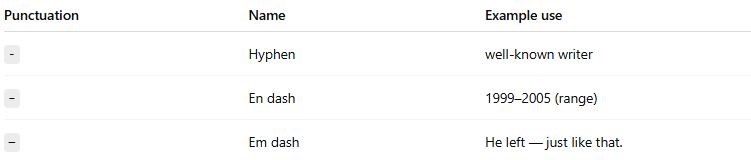 Punctuation Name Example use
- Hyphen well-known writer
– En dash 1999–2005 (range)
— Em dash He left — just like that.